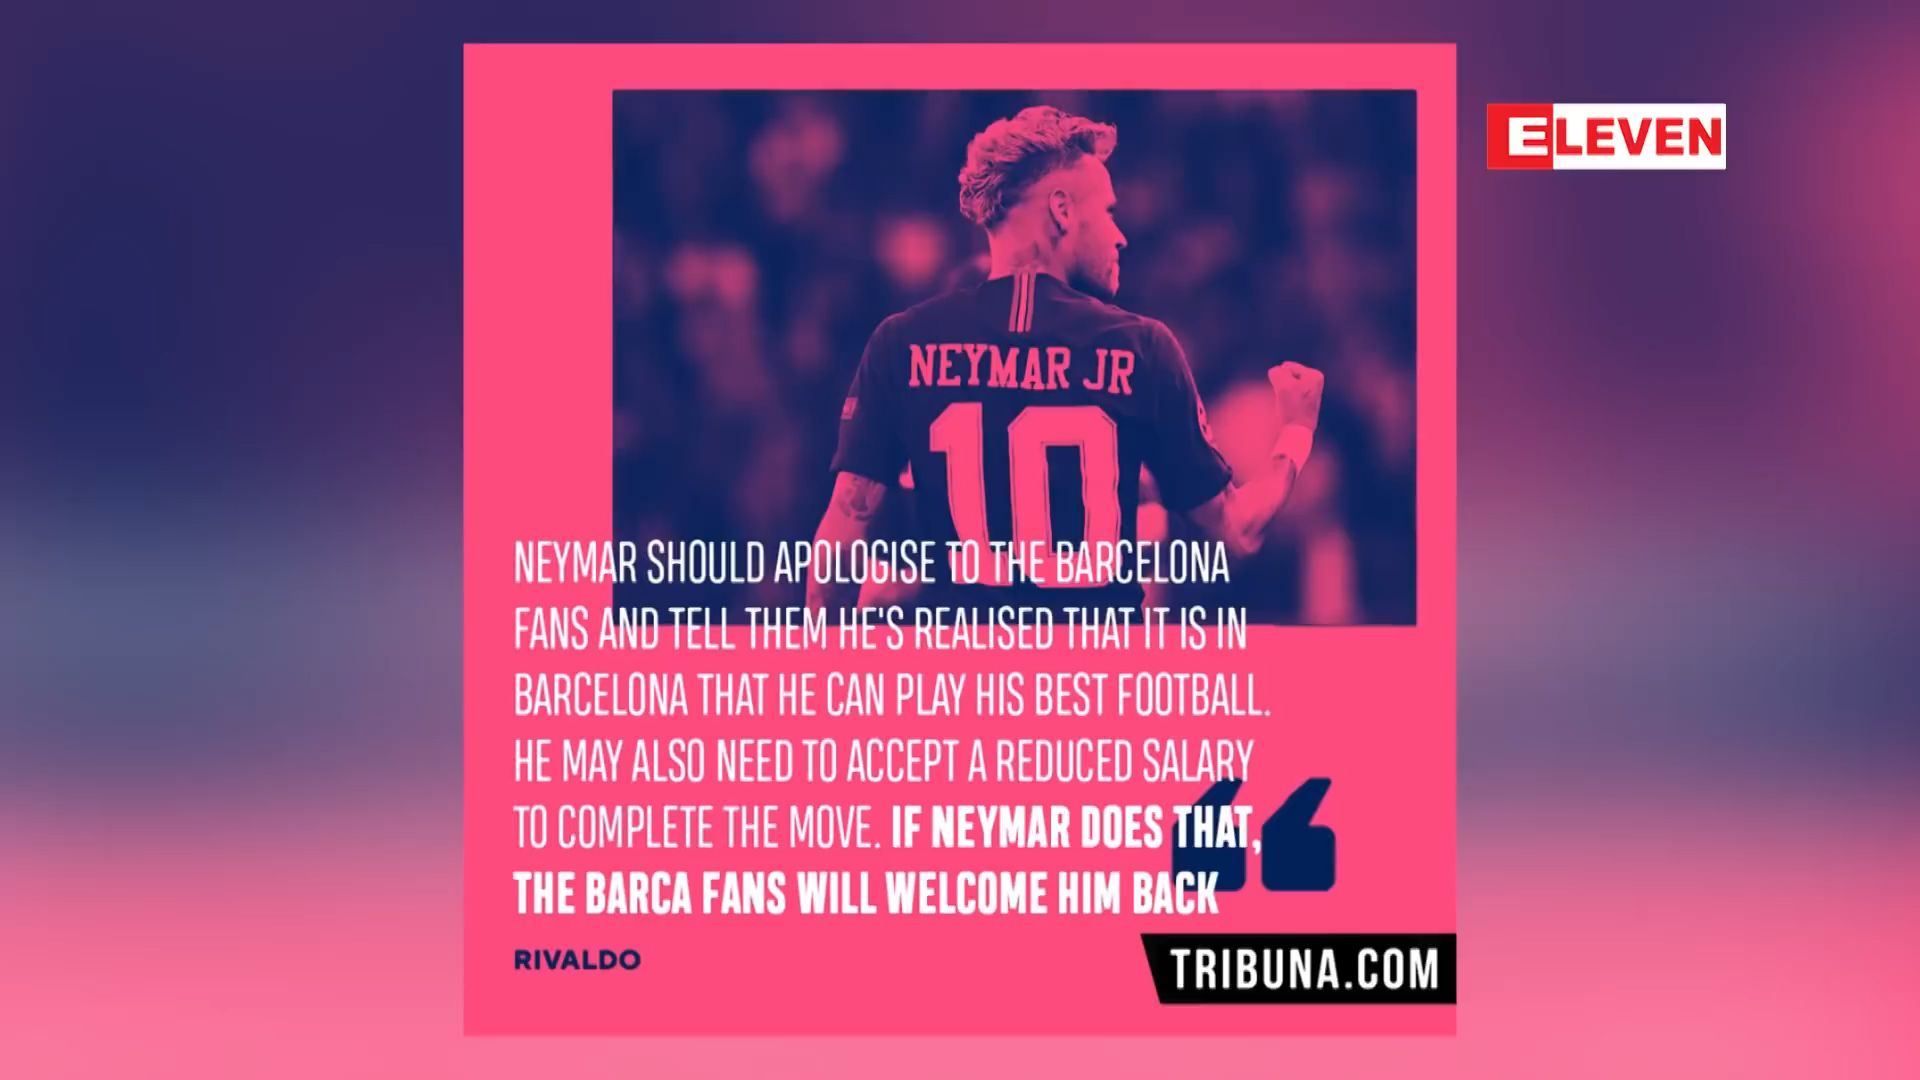 ELEVEN
NEYMAR JR
10
NEYMAR SHOULD APOLOGISE TO THE BARCELONA
FANS AND TELL THEM HE'S REALISED THAT IT IS IN
BARCELONA THAT HE CAN PLAY HIS BEST FOOTBALL.
HE MAY ALSO NEED TO ACCEPT A REDUCED SALARY
TO COMPLETE THE MOVE. IF NEYMAR DOES THAT,
THE BARCA FANS WILL WELCOME HIM BACK
RIVALDO
TRIBUNA.COM